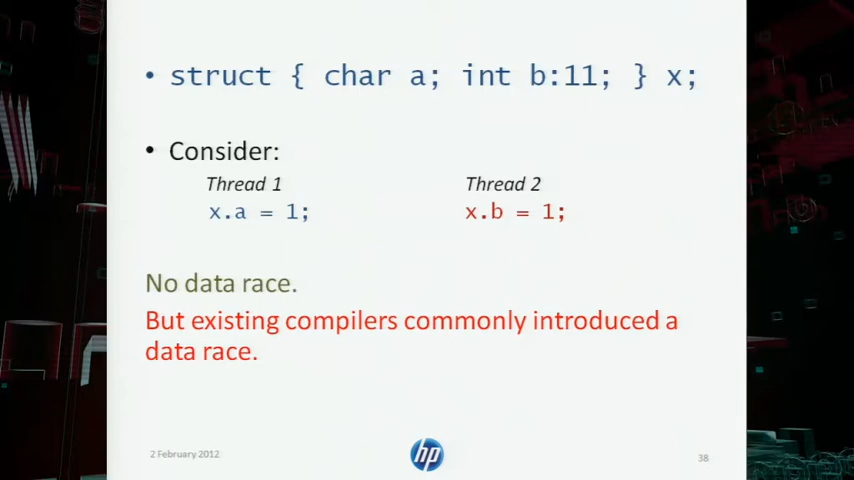 • struct { char a; int b:11; } x;
• Consider:
Thread 1 Thread 2
x.a = 1; x.b = 1;
No data race.
But existing compilers commonly introduced a
data race.
2 February 2012 hp 38